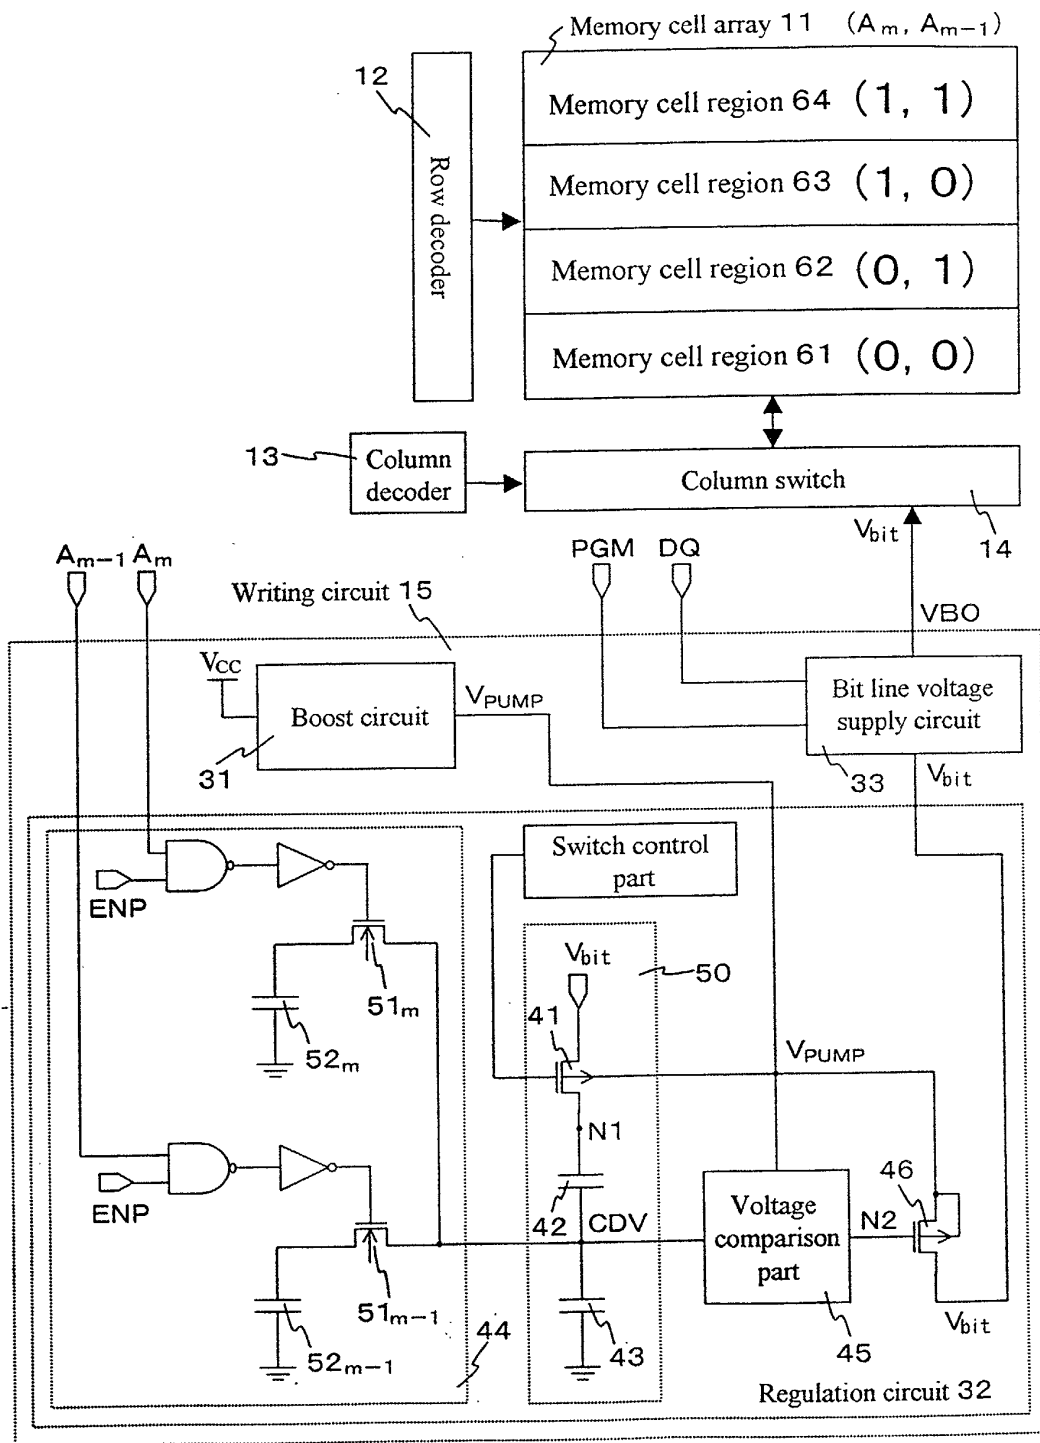 Memory cell array 11 (Am, Am−1)
12
Row decoder
Memory cell region 64 (1, 1)
Memory cell region 63 (1, 0)
Memory cell region 62 (0, 1)
Memory cell region 61 (0, 0)
13
Column
decoder
Column switch
14
Vbit
Am−1 Am
PGM DQ
Writing circuit 15
VBO
VCC
Boost circuit
31
VPUMP
Bit line voltage
supply circuit
33
Vbit
ENP
Switch control
part
51m
52m
Vbit
50
41
VPUMP
N1
ENP
42
CDV
Voltage
comparison
part
N2
46
51m−1
52m−1
44
43
45
Vbit
Regulation circuit 32